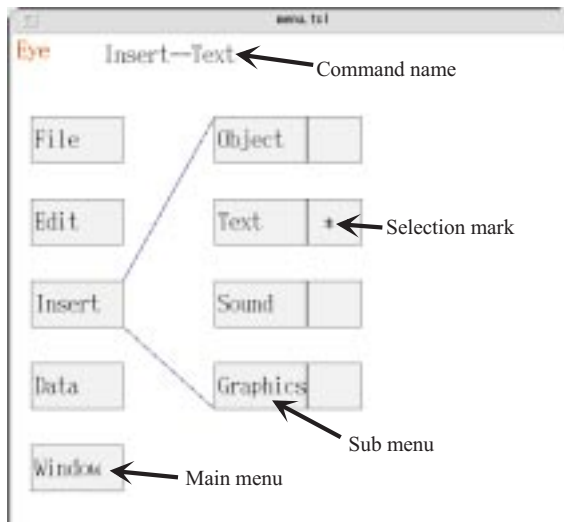 menu.tcl
Eye Insert--Text
Command name
File
Object
Edit
Text *
Selection mark
Insert
Sound
Data
Graphics
Sub menu
Window
Main menu